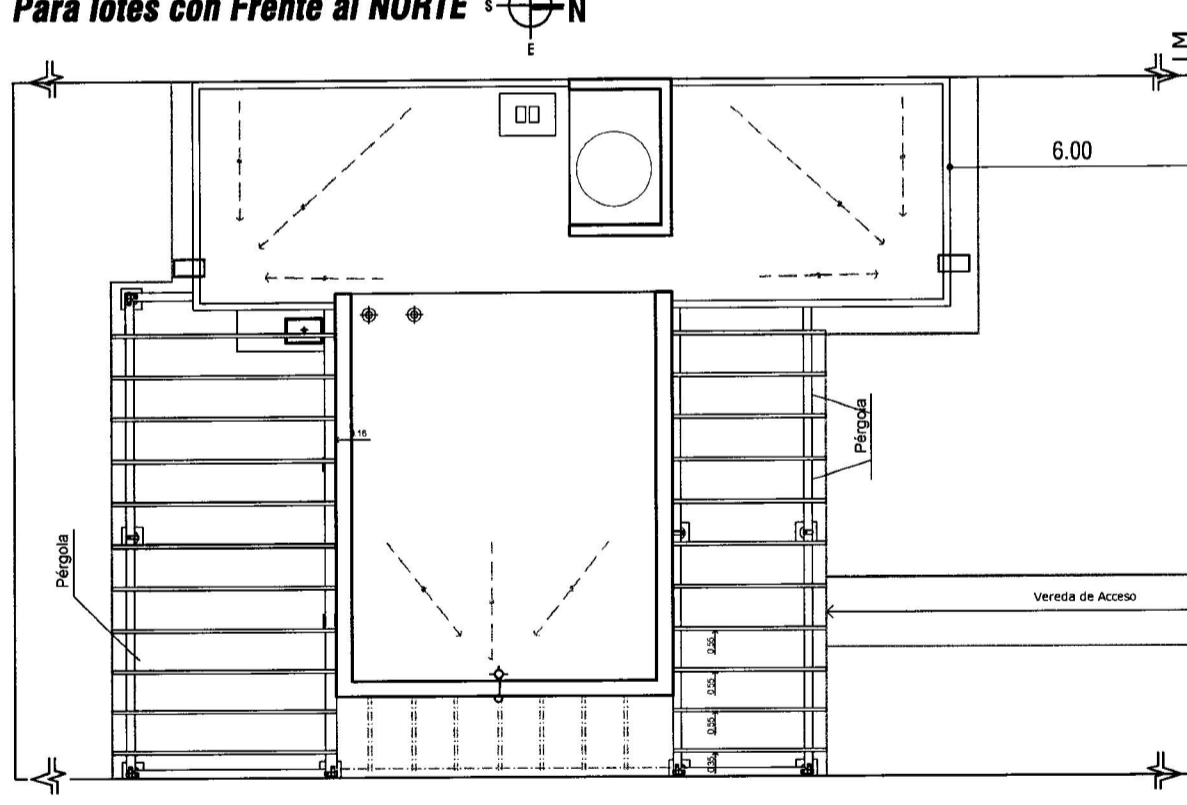 Para lotes con Frente al NORTE
S
N
E
L M
6.00
Pérgola
16
Pérgola
Vereda de Acceso
0.55
0.55
0.55
0.35